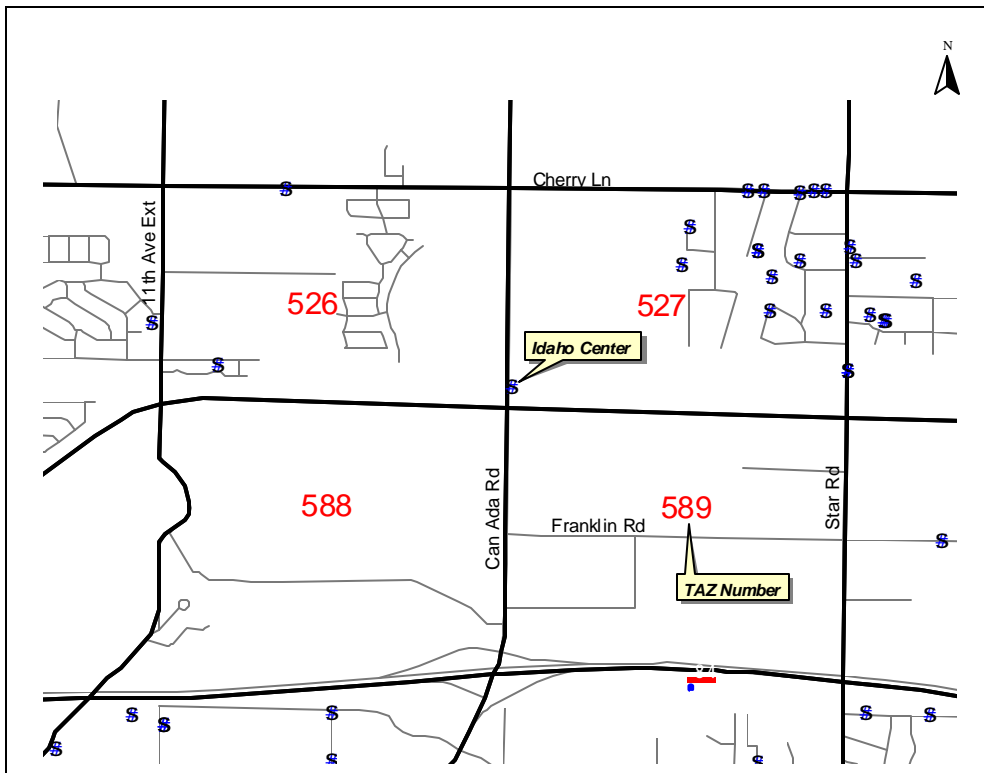 N
Cherry Ln
11th Ave Ext
526
527
Idaho Center
588
Can Ada Rd
589
Star Rd
Franklin Rd
TAZ Number